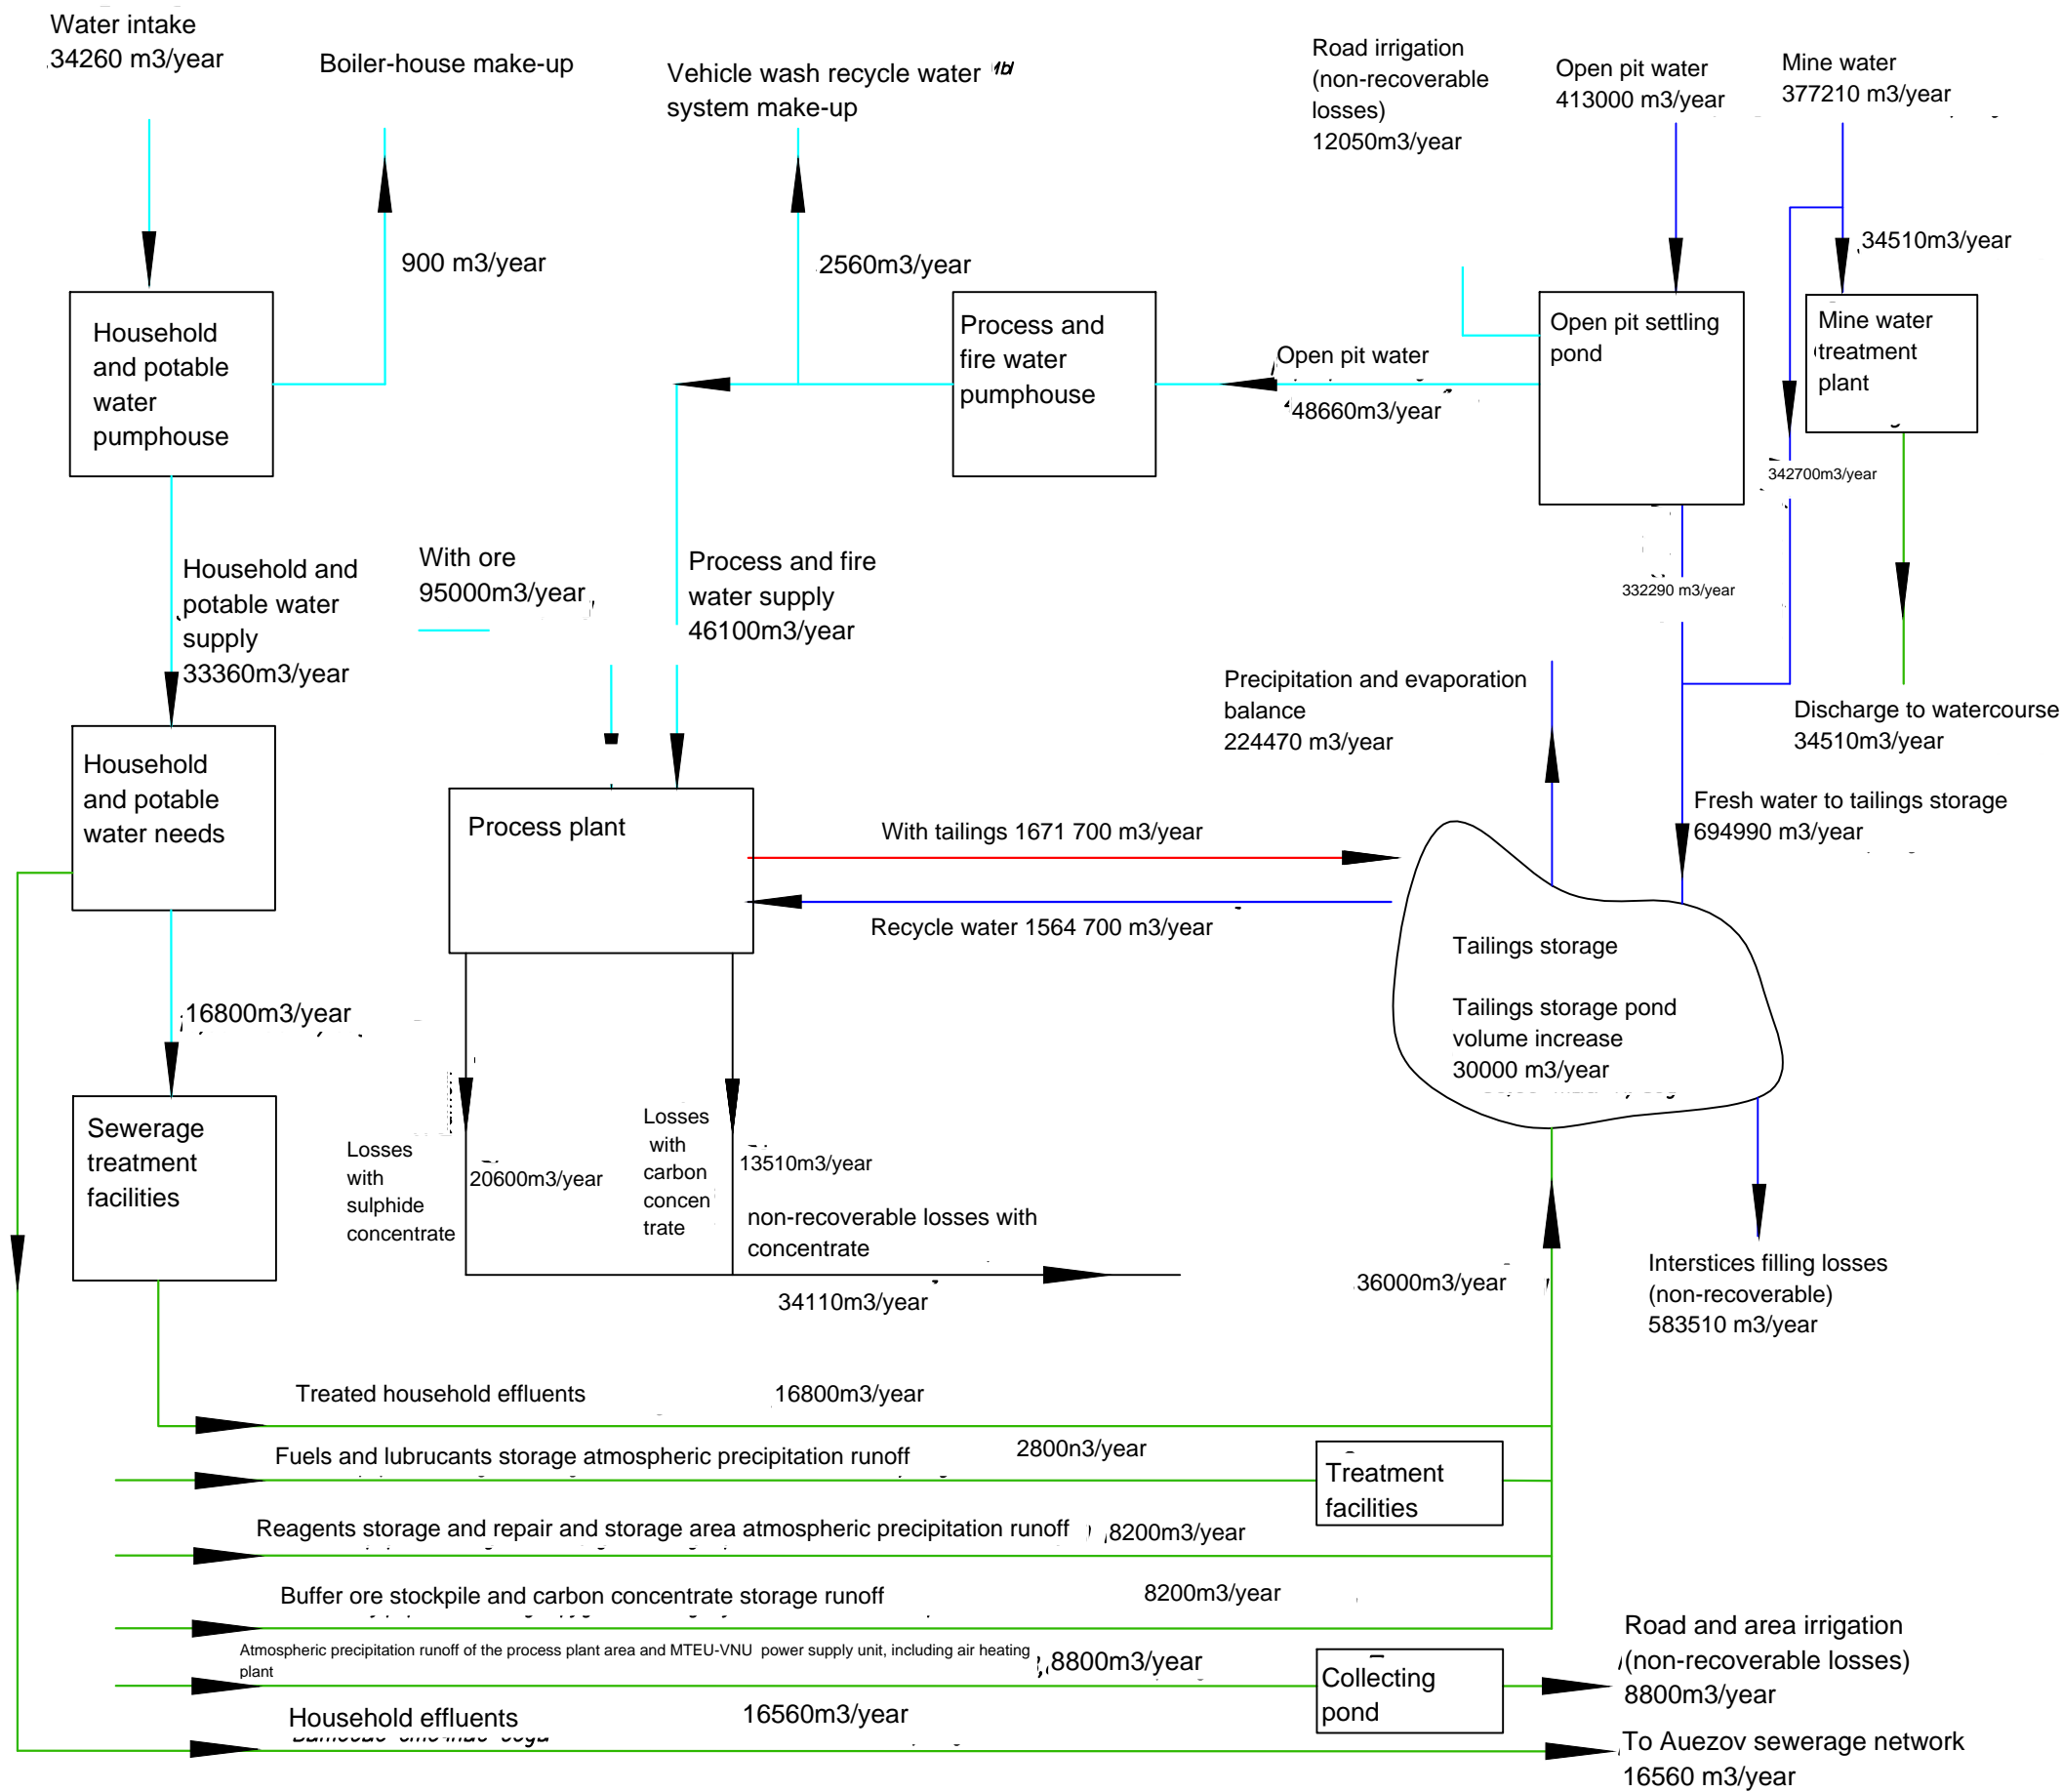 Water intake
34260 m3/year
Boiler-house make-up
Vehicle wash recycle water
system make-up
Road irrigation
(non-recoverable
losses)
12050m3/year
Open pit water
413000 m3/year
Mine water
377210 m3/year
900 m3/year
2560m3/year
34510m3/year
Household
and potable
water
pumphouse
Process and
fire water
pumphouse
Open pit water
48660m3/year
Open pit settling
pond
Mine water
treatment
plant
342700m3/year
332290 m3/year
Household and
potable water
supply
33360m3/year
With ore
95000m3/year
Process and fire
water supply
46100m3/year
Precipitation and evaporation
balance
224470 m3/year
Discharge to watercourse
34510m3/year
Fresh water to tailings storage
694990 m3/year
Household
and potable
water needs
Process plant
With tailings 1671 700 m3/year
Recycle water 1564 700 m3/year
Tailings storage
Tailings storage pond
volume increase
30000 m3/year
16800m3/year
Sewerage
treatment
facilities
Losses
with
sulphide
concentrate
20600m3/year
Losses
with
carbon
concen
trate
13510m3/year
non-recoverable losses with
concentrate
34110m3/year
36000m3/year
Interstices filling losses
(non-recoverable)
583510 m3/year
Treated household effluents
16800m3/year
Fuels and lubrucants storage atmospheric precipitation runoff
2800n3/year
Treatment
facilities
Reagents storage and repair and storage area atmospheric precipitation runoff
8200m3/year
Buffer ore stockpile and carbon concentrate storage runoff
8200m3/year
Atmospheric precipitation runoff of the process plant area and MTEU-VNU power supply unit, including air heating
plant
8800m3/year
Collecting
pond
Road and area irrigation
(non-recoverable losses)
8800m3/year
Household effluents
16560m3/year
To Auezov sewerage network
16560 m3/year